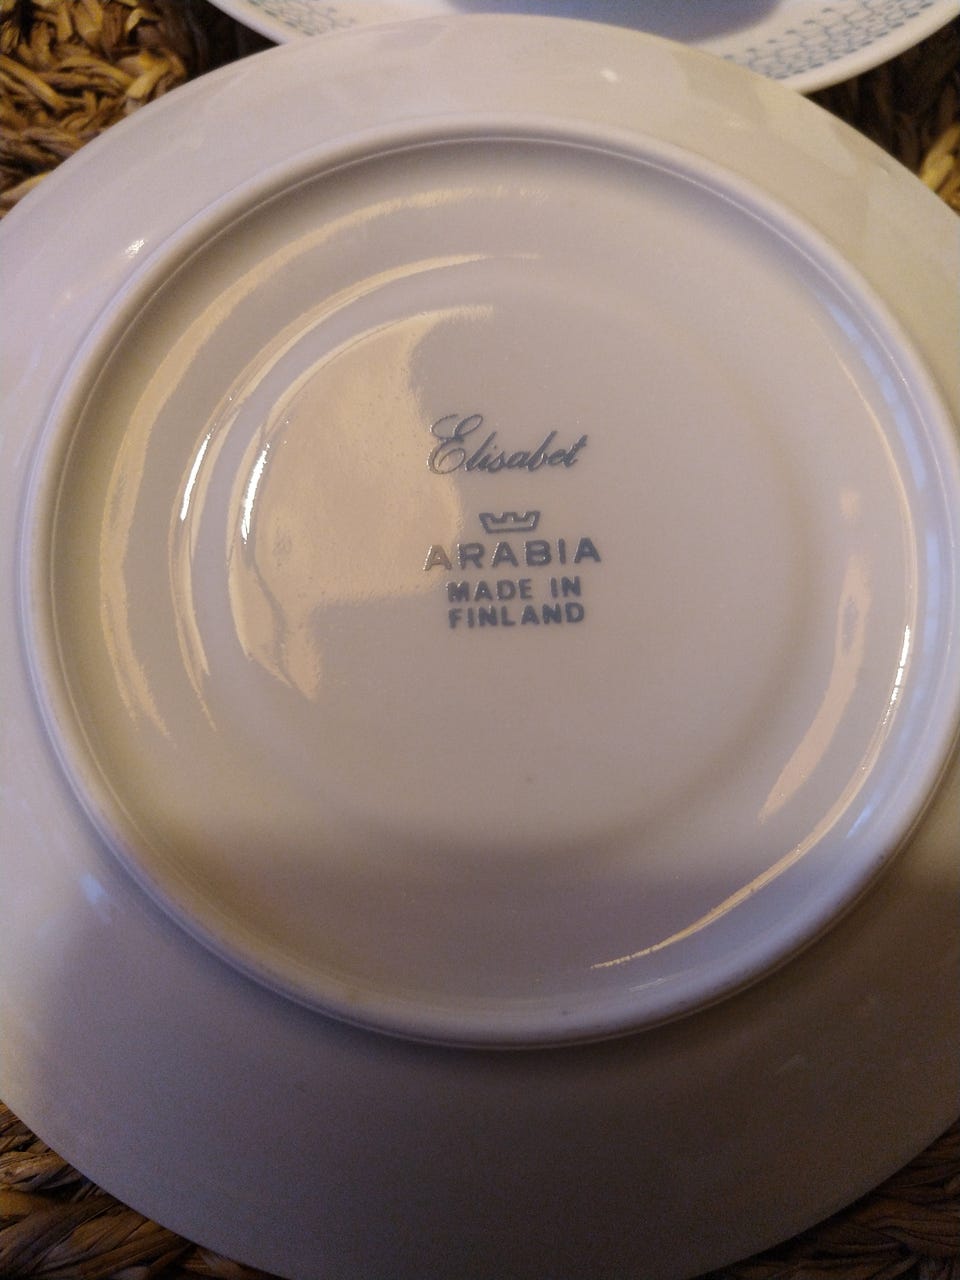 Elisabet
ARABIA
MADE IN
FINLAND